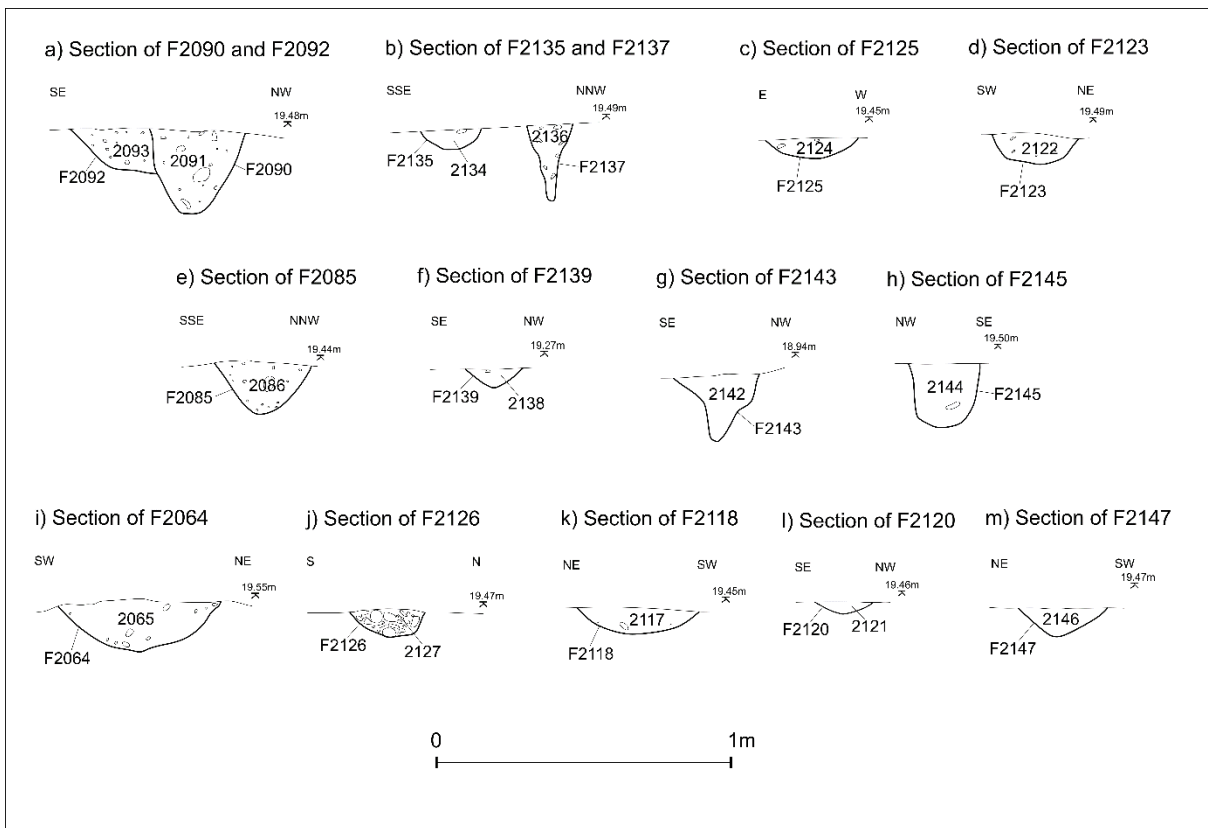 a) Section of F2090 and F2092
SE
NW
19.48m
2093
2091
F2092
F2090
b) Section of F2135 and F2137
SSE
NNW
19.49m
2136
F2135
2134
F2137
c) Section of F2125
E
W
19.45m
2124
F2125
d) Section of F2123
SW
NE
19.49m
2122
F2123
e) Section of F2085
SSE
NNW
19.44m
2086
F2085
f) Section of F2139
SE
NW
19.27m
F2139
2138
g) Section of F2143
SE
NW
18.94m
2142
F2143
h) Section of F2145
NW
SE
19.50m
2144
F2145
i) Section of F2064
SW
NE
19.55m
2065
F2064
j) Section of F2126
S
N
19.47m
F2126
2127
k) Section of F2118
NE
SW
19.45m
2117
F2118
l) Section of F2120
SE
NW
19.46m
F2120
2121
m) Section of F2147
NE
SW
19.47m
2146
F2147
0
1m